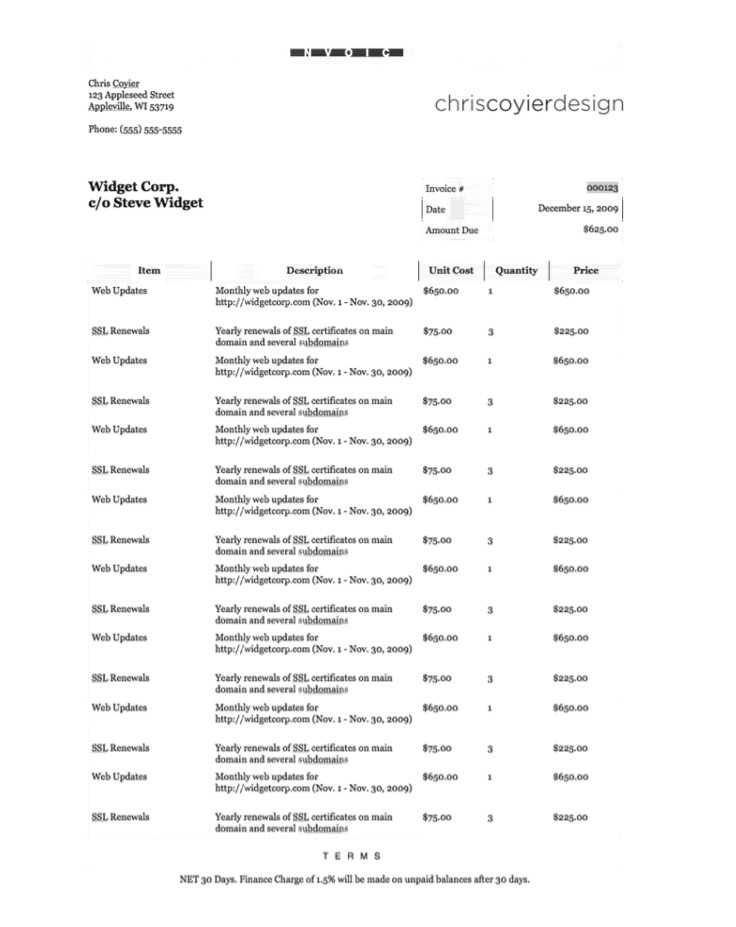 NVOIC
Chris Coyier
123 Appleseed Street
Appleville, WI 53719
Phone: (555) 555-5555
chriscoyierdesign
Widget Corp.
c/o Steve Widget
Invoice # 000123
Date December 15, 2009
Amount Due $625.00
Item Description Unit Cost Quantity Price
Web Updates Monthly web updates for $650.00 1 $650.00
http://widgetcorp.com (Nov. 1 - Nov. 30, 2009)
SSL Renewals Yearly renewals of SSL certificates on main $75.00 3 $225.00
domain and several subdomains
Web Updates Monthly web updates for $650.00 1 $650.00
http://widgetcorp.com (Nov. 1 - Nov. 30, 2009)
SSL Renewals Yearly renewals of SSL certificates on main $75.00 3 $225.00
domain and several subdomains
Web Updates Monthly web updates for $650.00 1 $650.00
http://widgetcorp.com (Nov. 1 - Nov. 30, 2009)
SSL Renewals Yearly renewals of SSL certificates on main $75.00 3 $225.00
domain and several subdomains
Web Updates Monthly web updates for $650.00 1 $650.00
http://widgetcorp.com (Nov. 1 - Nov. 30, 2009)
SSL Renewals Yearly renewals of SSL certificates on main $75.00 3 $225.00
domain and several subdomains
Web Updates Monthly web updates for $650.00 1 $650.00
http://widgetcorp.com (Nov. 1 - Nov. 30, 2009)
SSL Renewals Yearly renewals of SSL certificates on main $75.00 3 $225.00
domain and several subdomains
Web Updates Monthly web updates for $650.00 1 $650.00
http://widgetcorp.com (Nov. 1 - Nov. 30, 2009)
SSL Renewals Yearly renewals of SSL certificates on main $75.00 3 $225.00
domain and several subdomains
Web Updates Monthly web updates for $650.00 1 $650.00
http://widgetcorp.com (Nov. 1 - Nov. 30, 2009)
SSL Renewals Yearly renewals of SSL certificates on main $75.00 3 $225.00
domain and several subdomains
Web Updates Monthly web updates for $650.00 1 $650.00
http://widgetcorp.com (Nov. 1 - Nov. 30, 2009)
SSL Renewals Yearly renewals of SSL certificates on main $75.00 3 $225.00
domain and several subdomains
TERMS
NET 30 Days. Finance Charge of 1.5% will be made on unpaid balances after 30 days.